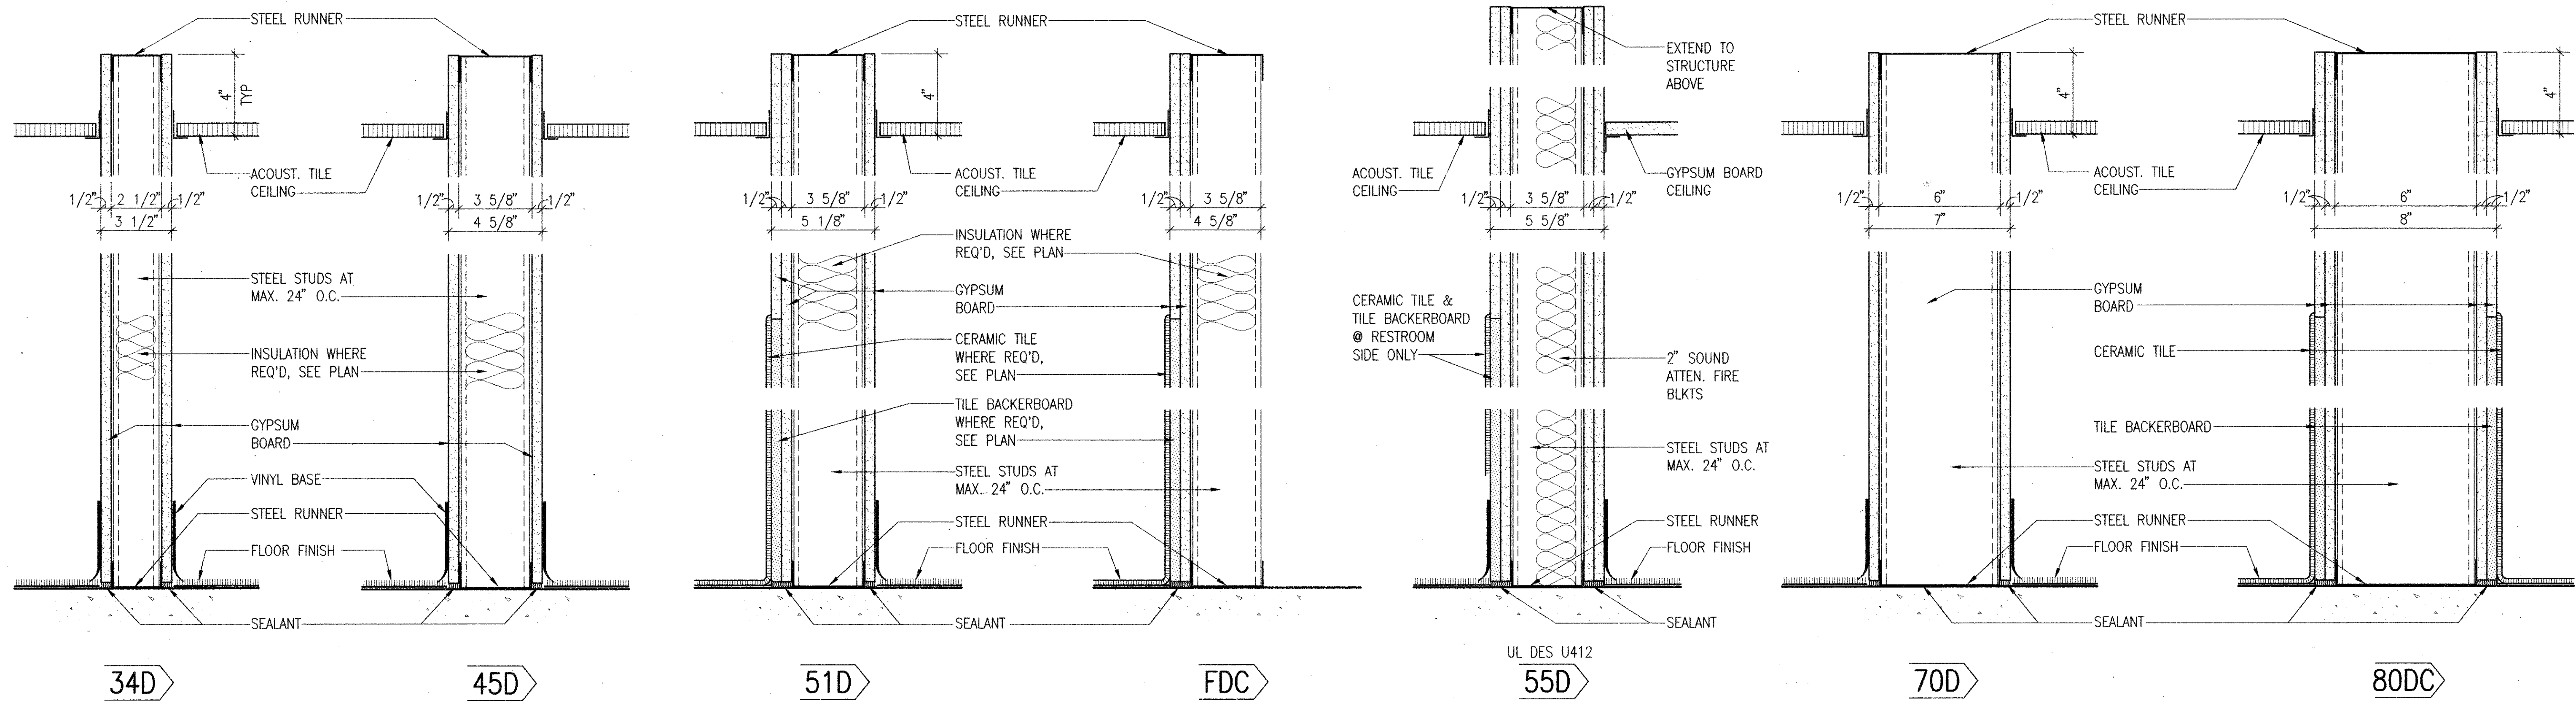 STEEL RUNNER
4"
TYP
ACOUST. TILE
CEILING
1/2"
2 1/2"
1/2"
3 1/2"
1/2"
3 5/8"
1/2"
4 5/8"
STEEL STUDS AT
MAX. 24" O.C.
INSULATION WHERE
REQ'D, SEE PLAN
GYPSUM
BOARD
VINYL BASE
STEEL RUNNER
FLOOR FINISH
SEALANT
34D
45D
STEEL RUNNER
4"
ACOUST. TILE
CEILING
1/2"
3 5/8"
1/2"
5 1/8"
1/2"
3 5/8"
4 5/8"
INSULATION WHERE
REQ'D, SEE PLAN
GYPSUM
BOARD
CERAMIC TILE
WHERE REQ'D,
SEE PLAN
TILE BACKERBOARD
WHERE REQ'D,
SEE PLAN
STEEL STUDS AT
MAX. 24" O.C.
STEEL RUNNER
FLOOR FINISH
SEALANT
51D
FDC
EXTEND TO
STRUCTURE
ABOVE
ACOUST. TILE
CEILING
GYPSUM BOARD
CEILING
1/2"
3 5/8"
1/2"
5 5/8"
CERAMIC TILE &
TILE BACKERBOARD
@ RESTROOM
SIDE ONLY
2" SOUND
ATTEN. FIRE
BLKTS
STEEL STUDS AT
MAX. 24" O.C.
STEEL RUNNER
FLOOR FINISH
SEALANT
UL DES U412
55D
STEEL RUNNER
4"
4"
ACOUST. TILE
CEILING
1/2"
6"
1/2"
7"
1/2"
6"
1/2"
8"
GYPSUM
BOARD
CERAMIC TILE
TILE BACKERBOARD
STEEL STUDS AT
MAX. 24" O.C.
STEEL RUNNER
FLOOR FINISH
SEALANT
70D
80DC